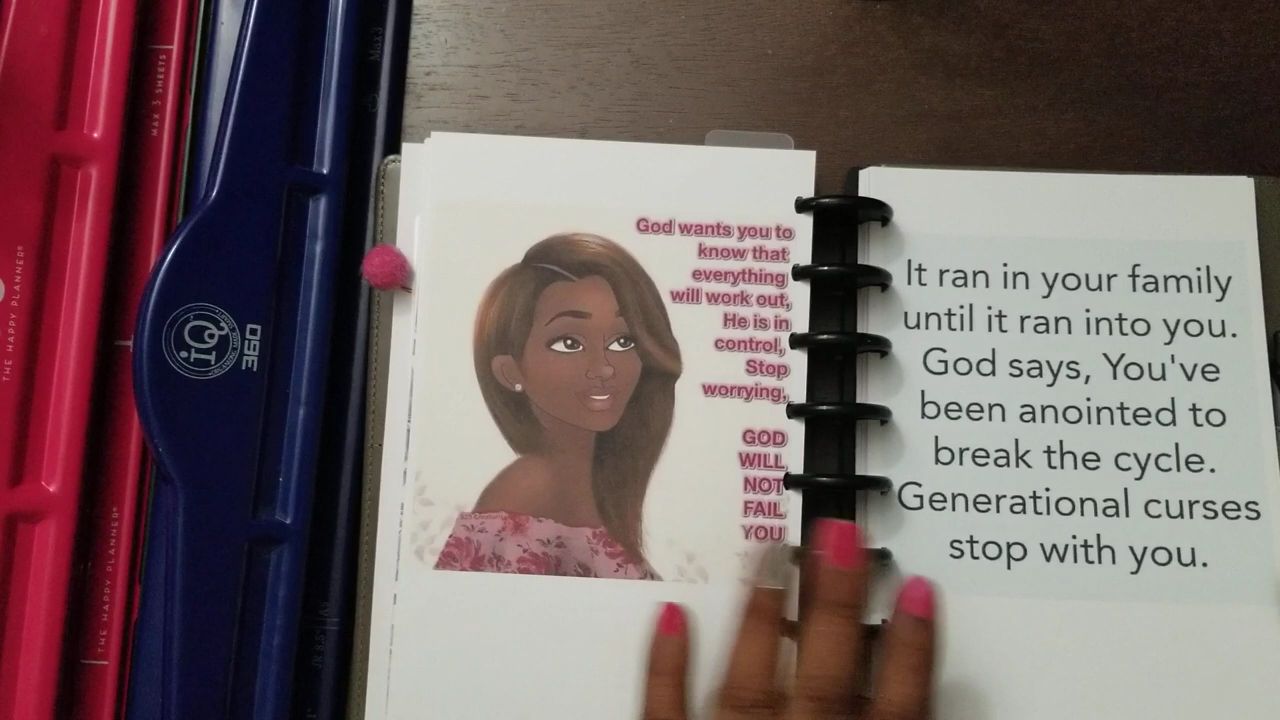 THE HAPPY PLANNER®
MAX 3 SHEETS
THE HAPPY PLANNER®
iQ
360
Max3
God wants you to
know that
everything
will work out,
He is in
control,
Stop
worrying,
GOD
WILL
NOT
FAIL
YOU
It ran in your family
until it ran into you.
God says, You've
been anointed to
break the cycle.
Generational curses
stop with you.